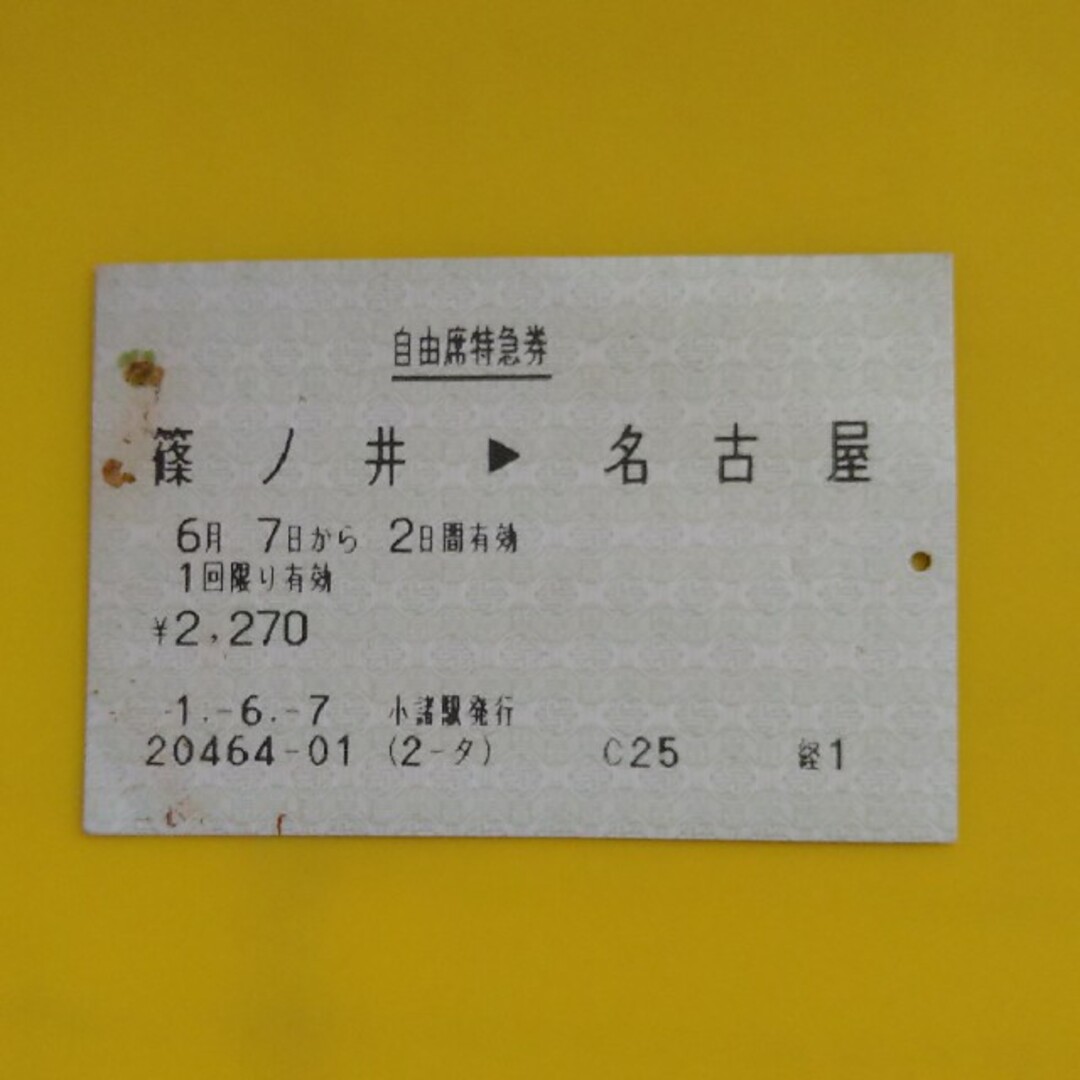 自由席特急券
篠ノ井 ▶ 名古屋
6月 7日から 2日間有効
1回限り有効
¥2,270
-1.-6.-7 小諸駅発行
20464-01 (2-タ) C25 経1